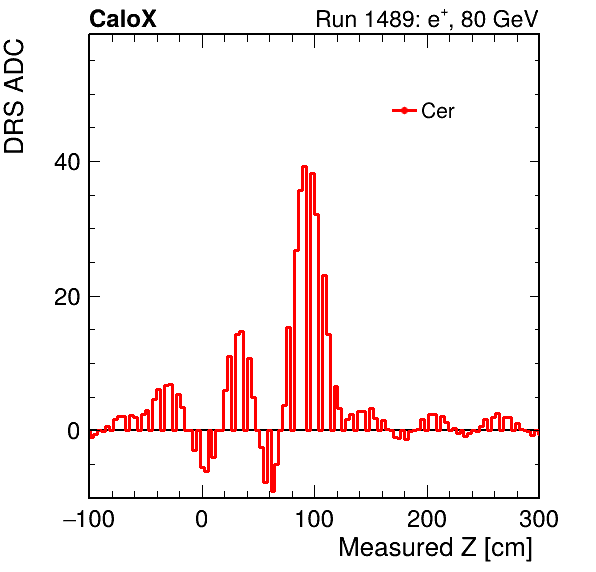 CaloX Run 1489: e⁺, 80 GeV
DRS ADC
Cer
40
20
0
−100 0 100 200 300
Measured Z [cm]